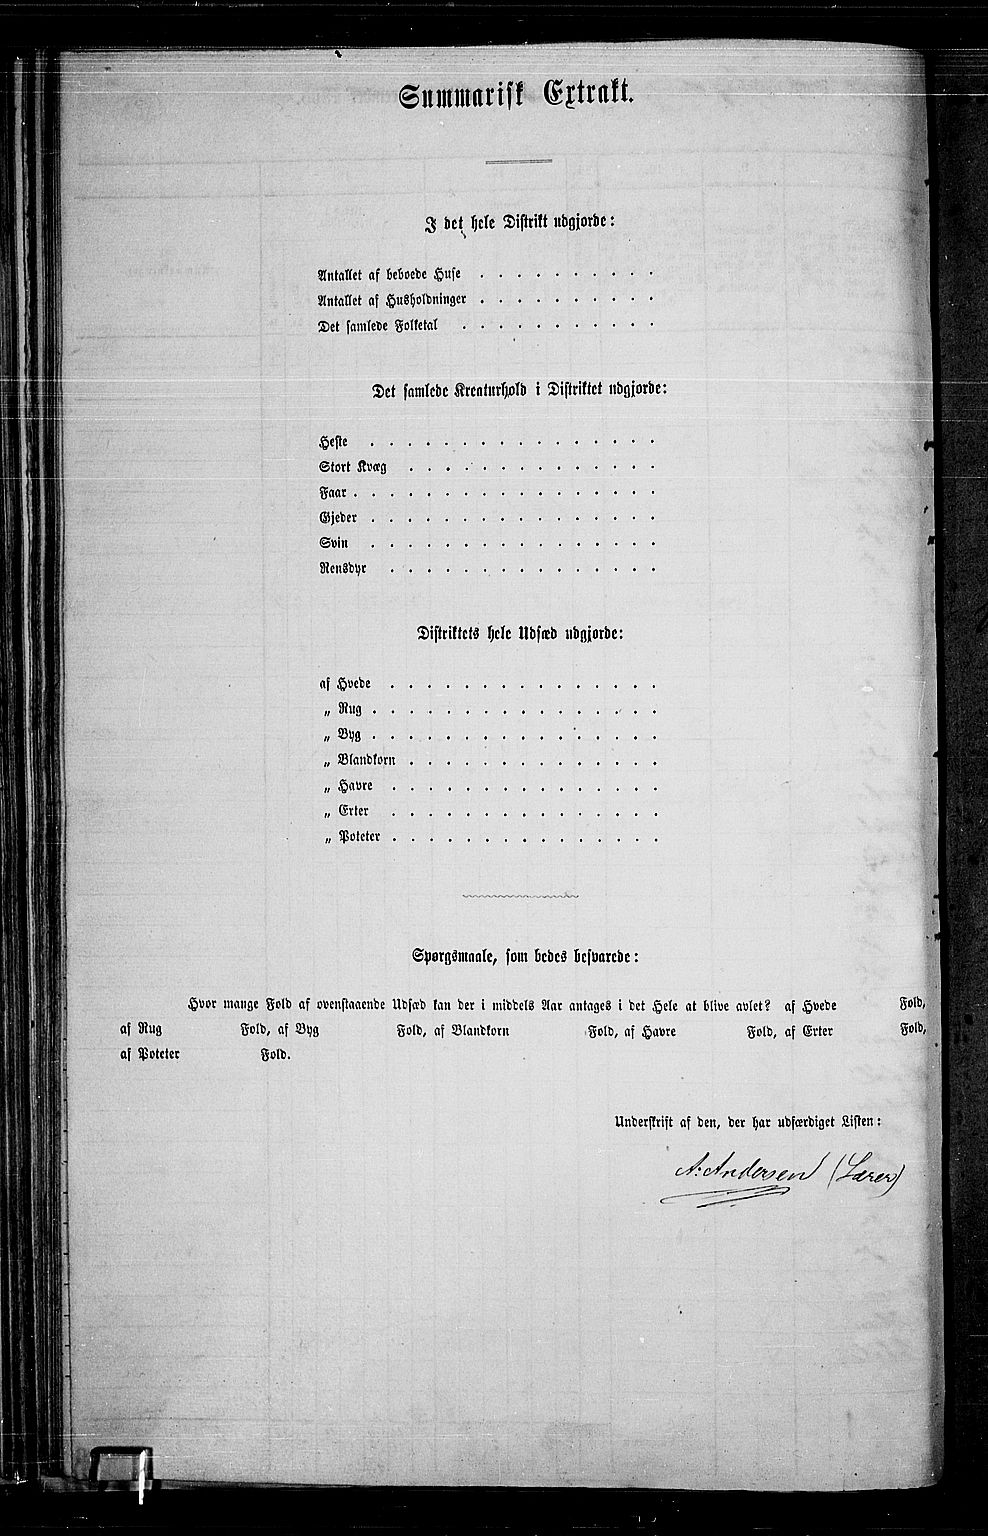 Summarisk Extrakt.
I det hele Distrikt udgjorde:
Antallet af beboede Huse . . . . . . . . . .
Antallet af Husholdninger . . . . . . . . . .
Det samlede Folketal . . . . . . . . . . .
Det samlede Kreaturhold i Distriktet udgjorde:
Heste . . . . . . . . . . . . . . . .
Stort Kvæg . . . . . . . . . . . . . .
Faar . . . . . . . . . . . . . . . . .
Gjeder . . . . . . . . . . . . . . . .
Svin . . . . . . . . . . . . . . . .
Rensdyr . . . . . . . . . . . . . . .
Distriktets hele Udsæd udgjorde:
af Hvede . . . . . . . . . . . . . . .
„ Rug . . . . . . . . . . . . . . . .
„ Byg . . . . . . . . . . . . . . . .
„ Blandkorn . . . . . . . . . . . . . .
„ Havre . . . . . . . . . . . . . . .
„ Erter . . . . . . . . . . . . . . .
„ Poteter . . . . . . . . . . . . . . .
Spørgsmaale, som bedes besvarede:
Hvor mange Fold af ovenstaaende Udsæd kan der i middels Aar antages i det Hele at blive avlet? af Hvede Fold,
af Rug Fold, af Byg Fold, af Blandkorn Fold, af Havre Fold, af Erter Fold,
af Poteter Fold.
Underskrift af den, der har udfærdiget Listen:
A. Andersen (Lærer)